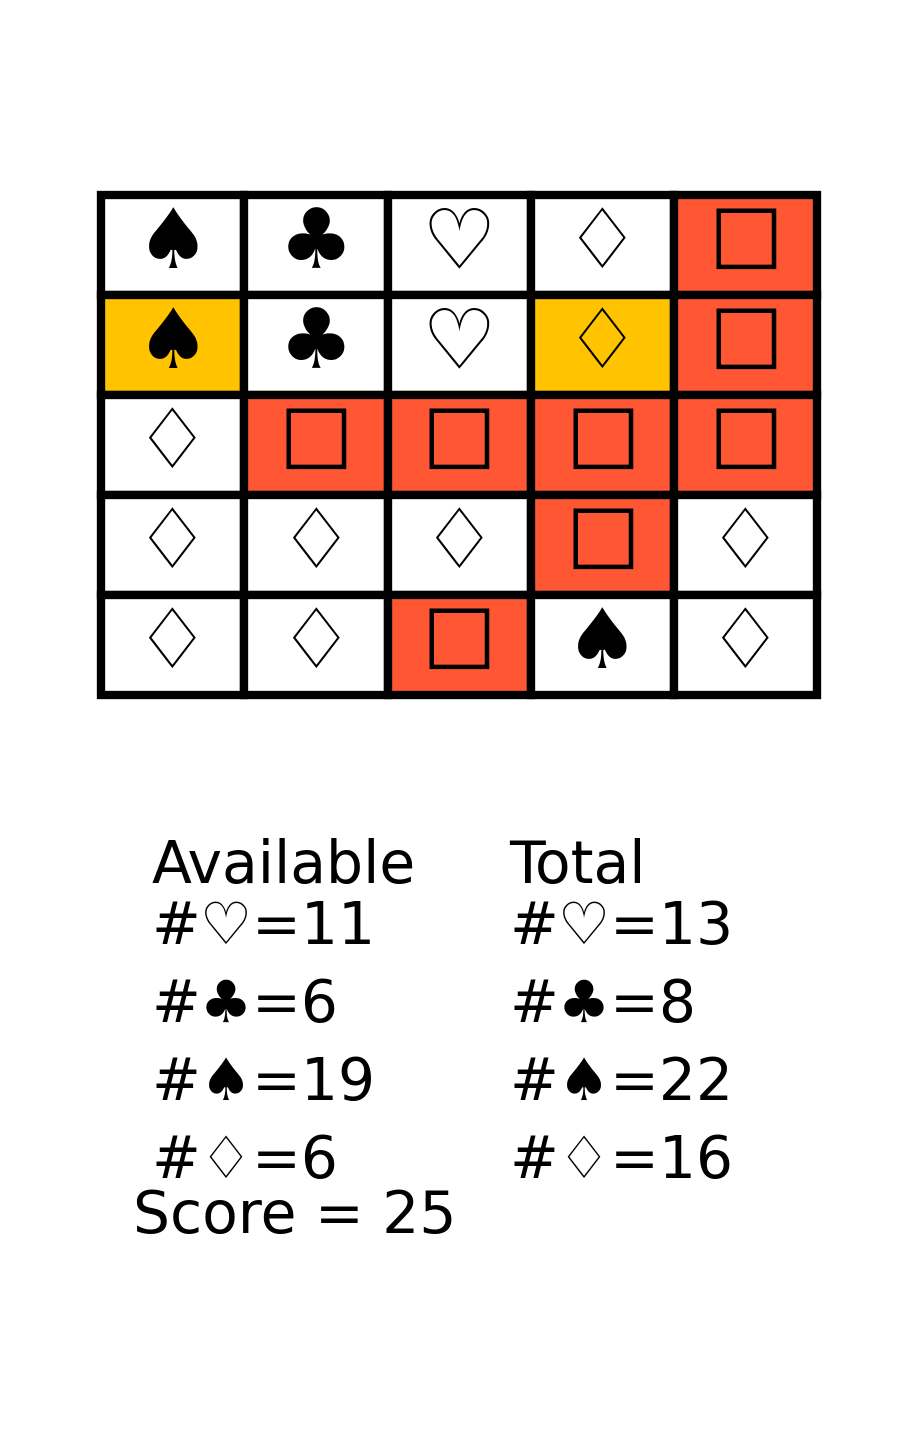 ♠ ♣ ♡ ♢ □
♠ ♣ ♡ ♢ □
♢ □ □ □ □
♢ ♢ ♢ □ ♢
♢ ♢ □ ♠ ♢
Available Total
#♡=11 #♡=13
#♣=6 #♣=8
#♠=19 #♠=22
#♢=6 #♢=16
Score = 25